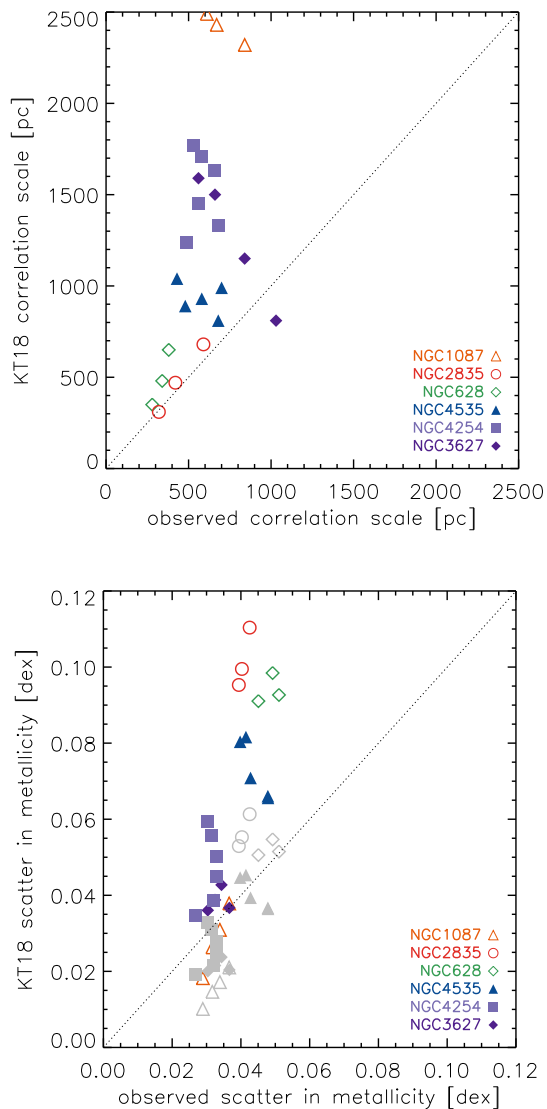 2500
2000
1500
1000
500
0
KT18 correlation scale [pc]
NGC1087
NGC2835
NGC628
NGC4535
NGC4254
NGC3627
0 500 1000 1500 2000 2500
observed correlation scale [pc]
0.12
0.10
0.08
0.06
0.04
0.02
0.00
KT18 scatter in metallicity [dex]
NGC1087
NGC2835
NGC628
NGC4535
NGC4254
NGC3627
0.00 0.02 0.04 0.06 0.08 0.10 0.12
observed scatter in metallicity [dex]